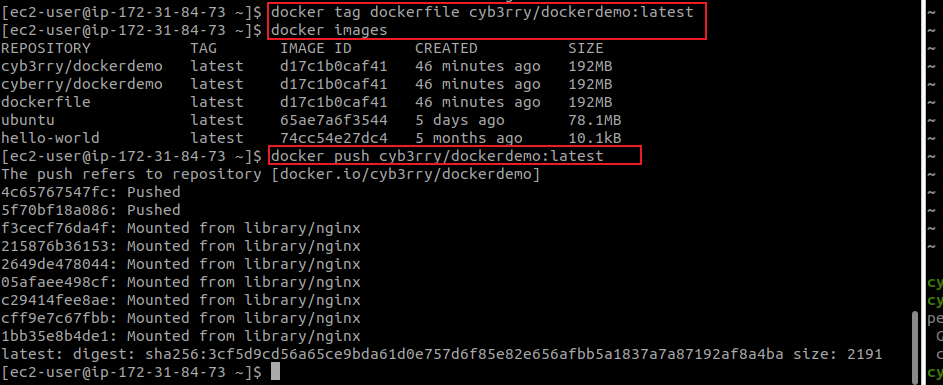 [ec2-user@ip-172-31-84-73 ~]$ docker tag dockerfile cyb3rry/dockerdemo:latest
[ec2-user@ip-172-31-84-73 ~]$ docker images
REPOSITORY TAG IMAGE ID CREATED SIZE
cyb3rry/dockerdemo latest d17c1b0caf41 46 minutes ago 192MB
cyberry/dockerdemo latest d17c1b0caf41 46 minutes ago 192MB
dockerfile latest d17c1b0caf41 46 minutes ago 192MB
ubuntu latest 65ae7a6f3544 5 days ago 78.1MB
hello-world latest 74cc54e27dc4 5 months ago 10.1kB
[ec2-user@ip-172-31-84-73 ~]$ docker push cyb3rry/dockerdemo:latest
The push refers to repository [docker.io/cyb3rry/dockerdemo]
4c65767547fc: Pushed
5f70bf18a086: Pushed
f3cecf76da4f: Mounted from library/nginx
215876b36153: Mounted from library/nginx
2649de478044: Mounted from library/nginx
05afaee498cf: Mounted from library/nginx
c29414fee8ae: Mounted from library/nginx
cff9e7c67fbb: Mounted from library/nginx
1bb35e8b4de1: Mounted from library/nginx
latest: digest: sha256:3cf5d9cd56a65ce9bda61d0e757d6f85e82e656afbb5a1837a7a87192af8a4ba size: 2191
[ec2-user@ip-172-31-84-73 ~]$
~
~
~
~
~
~
~
~
~
~
~
~
~
~
cy
cy
pe
G
c
cy